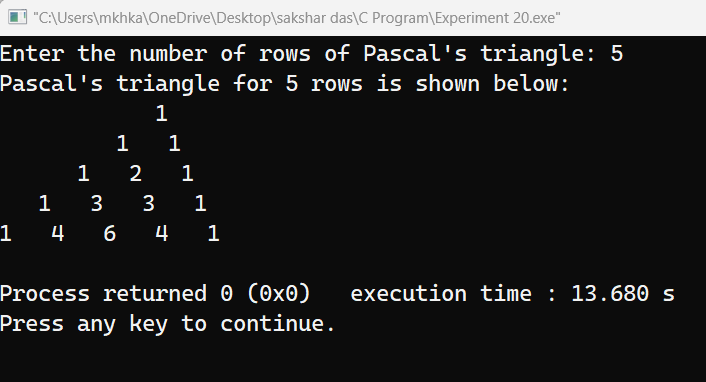 "C:\Users\mkhka\OneDrive\Desktop\sakshar das\C Program\Experiment 20.exe"
Enter the number of rows of Pascal's triangle: 5
Pascal's triangle for 5 rows is shown below:
            1
         1   1
      1   2   1
   1   3   3   1
1   4   6   4   1

Process returned 0 (0x0)   execution time : 13.680 s
Press any key to continue.